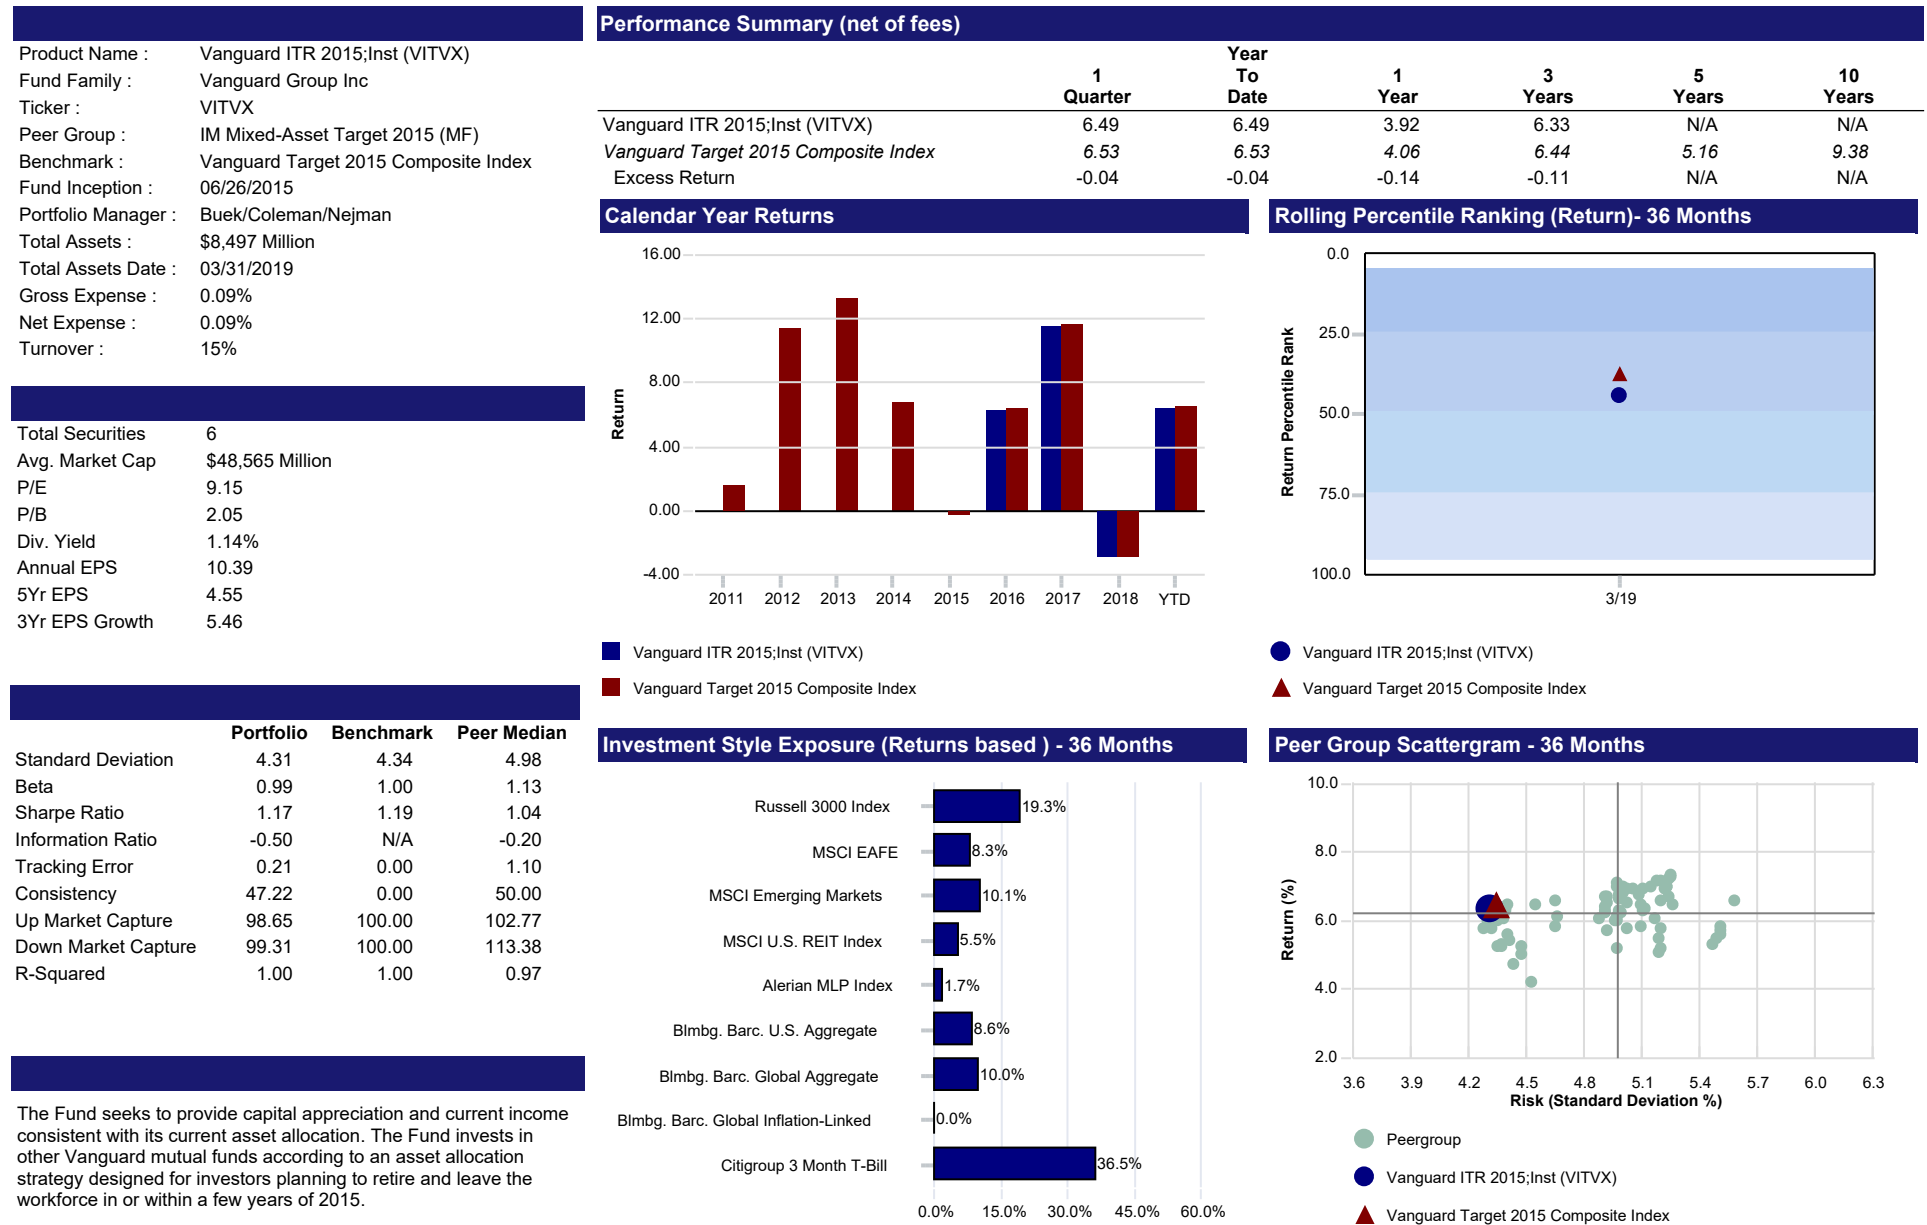 Product Name : Vanguard ITR 2015;Inst (VITVX)
Fund Family : Vanguard Group Inc
Ticker : VITVX
Peer Group : IM Mixed-Asset Target 2015 (MF)
Benchmark : Vanguard Target 2015 Composite Index
Fund Inception : 06/26/2015
Portfolio Manager : Buek/Coleman/Nejman
Total Assets : $8,497 Million
Total Assets Date : 03/31/2019
Gross Expense : 0.09%
Net Expense : 0.09%
Turnover : 15%
Total Securities 6
Avg. Market Cap $48,565 Million
P/E 9.15
P/B 2.05
Div. Yield 1.14%
Annual EPS 10.39
5Yr EPS 4.55
3Yr EPS Growth 5.46
Portfolio Benchmark Peer Median
Standard Deviation 4.31 4.34 4.98
Beta 0.99 1.00 1.13
Sharpe Ratio 1.17 1.19 1.04
Information Ratio -0.50 N/A -0.20
Tracking Error 0.21 0.00 1.10
Consistency 47.22 0.00 50.00
Up Market Capture 98.65 100.00 102.77
Down Market Capture 99.31 100.00 113.38
R-Squared 1.00 1.00 0.97
The Fund seeks to provide capital appreciation and current income
consistent with its current asset allocation. The Fund invests in
other Vanguard mutual funds according to an asset allocation
strategy designed for investors planning to retire and leave the
workforce in or within a few years of 2015.
Performance Summary (net of fees)
Year
1 To 1 3 5 10
Quarter Date Year Years Years Years
Vanguard ITR 2015;Inst (VITVX) 6.49 6.49 3.92 6.33 N/A N/A
Vanguard Target 2015 Composite Index 6.53 6.53 4.06 6.44 5.16 9.38
Excess Return -0.04 -0.04 -0.14 -0.11 N/A N/A
Calendar Year Returns
16.00
12.00
8.00
4.00
0.00
-4.00
Return
2011 2012 2013 2014 2015 2016 2017 2018 YTD
Vanguard ITR 2015;Inst (VITVX)
Vanguard Target 2015 Composite Index
Rolling Percentile Ranking (Return)- 36 Months
0.0
25.0
50.0
75.0
100.0
Return Percentile Rank
3/19
Vanguard ITR 2015;Inst (VITVX)
Vanguard Target 2015 Composite Index
Investment Style Exposure (Returns based ) - 36 Months
Russell 3000 Index 19.3%
MSCI EAFE 8.3%
MSCI Emerging Markets 10.1%
MSCI U.S. REIT Index 5.5%
Alerian MLP Index 1.7%
Blmbg. Barc. U.S. Aggregate 8.6%
Blmbg. Barc. Global Aggregate 10.0%
Blmbg. Barc. Global Inflation-Linked 0.0%
Citigroup 3 Month T-Bill 36.5%
0.0% 15.0% 30.0% 45.0% 60.0%
Peer Group Scattergram - 36 Months
10.0
8.0
6.0
4.0
2.0
Return (%)
3.6 3.9 4.2 4.5 4.8 5.1 5.4 5.7 6.0 6.3
Risk (Standard Deviation %)
Peergroup
Vanguard ITR 2015;Inst (VITVX)
Vanguard Target 2015 Composite Index